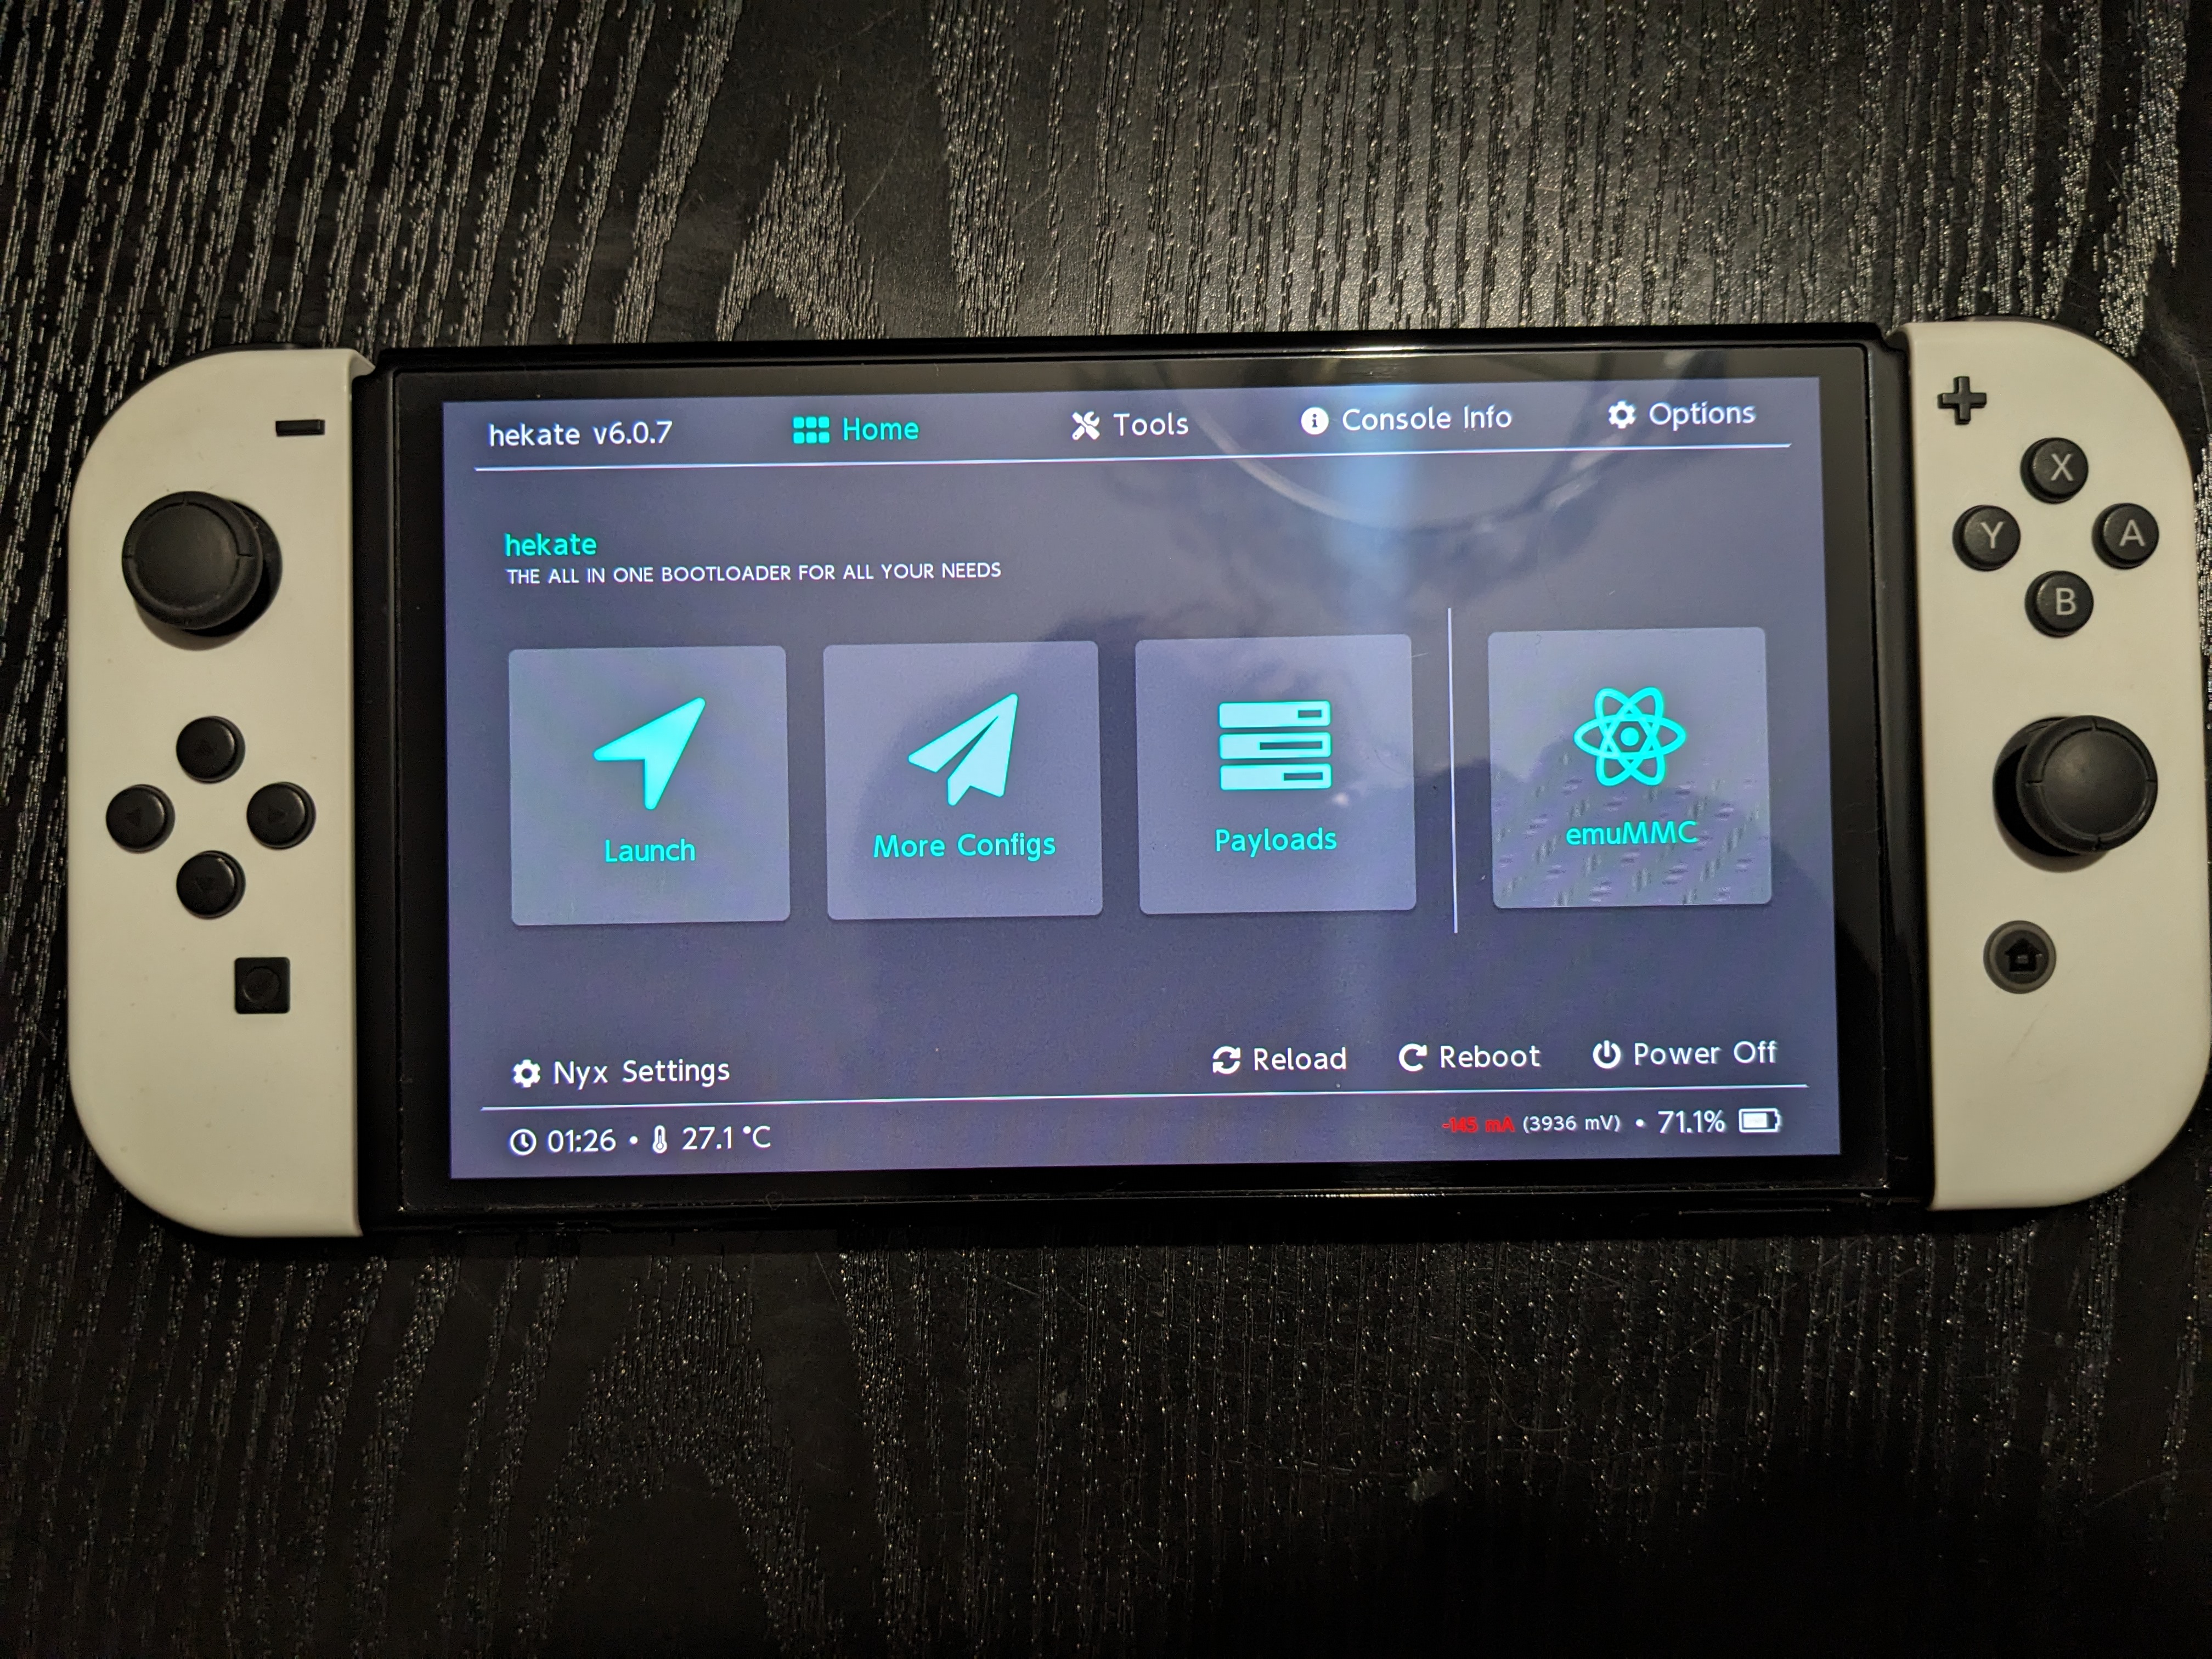 hekate v6.0.7 Home Tools Console Info Options
hekate
THE ALL IN ONE BOOTLOADER FOR ALL YOUR NEEDS
Launch More Configs Payloads emuMMC
Nyx Settings Reload Reboot Power Off
01:26 • 27.1 °C -145 mA (3936 mV) • 71.1%
X
Y
A
B